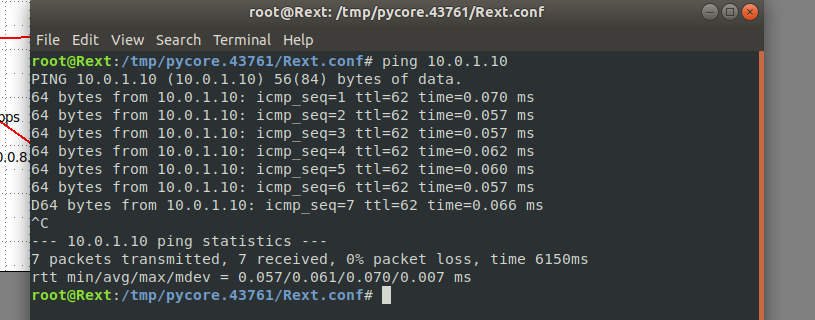 root@Rext: /tmp/pycore.43761/Rext.conf
File Edit View Search Terminal Help
root@Rext:/tmp/pycore.43761/Rext.conf# ping 10.0.1.10
PING 10.0.1.10 (10.0.1.10) 56(84) bytes of data.
64 bytes from 10.0.1.10: icmp_seq=1 ttl=62 time=0.070 ms
64 bytes from 10.0.1.10: icmp_seq=2 ttl=62 time=0.057 ms
64 bytes from 10.0.1.10: icmp_seq=3 ttl=62 time=0.057 ms
64 bytes from 10.0.1.10: icmp_seq=4 ttl=62 time=0.062 ms
64 bytes from 10.0.1.10: icmp_seq=5 ttl=62 time=0.060 ms
64 bytes from 10.0.1.10: icmp_seq=6 ttl=62 time=0.057 ms
D64 bytes from 10.0.1.10: icmp_seq=7 ttl=62 time=0.066 ms
^C
--- 10.0.1.10 ping statistics ---
7 packets transmitted, 7 received, 0% packet loss, time 6150ms
rtt min/avg/max/mdev = 0.057/0.061/0.070/0.007 ms
root@Rext:/tmp/pycore.43761/Rext.conf#